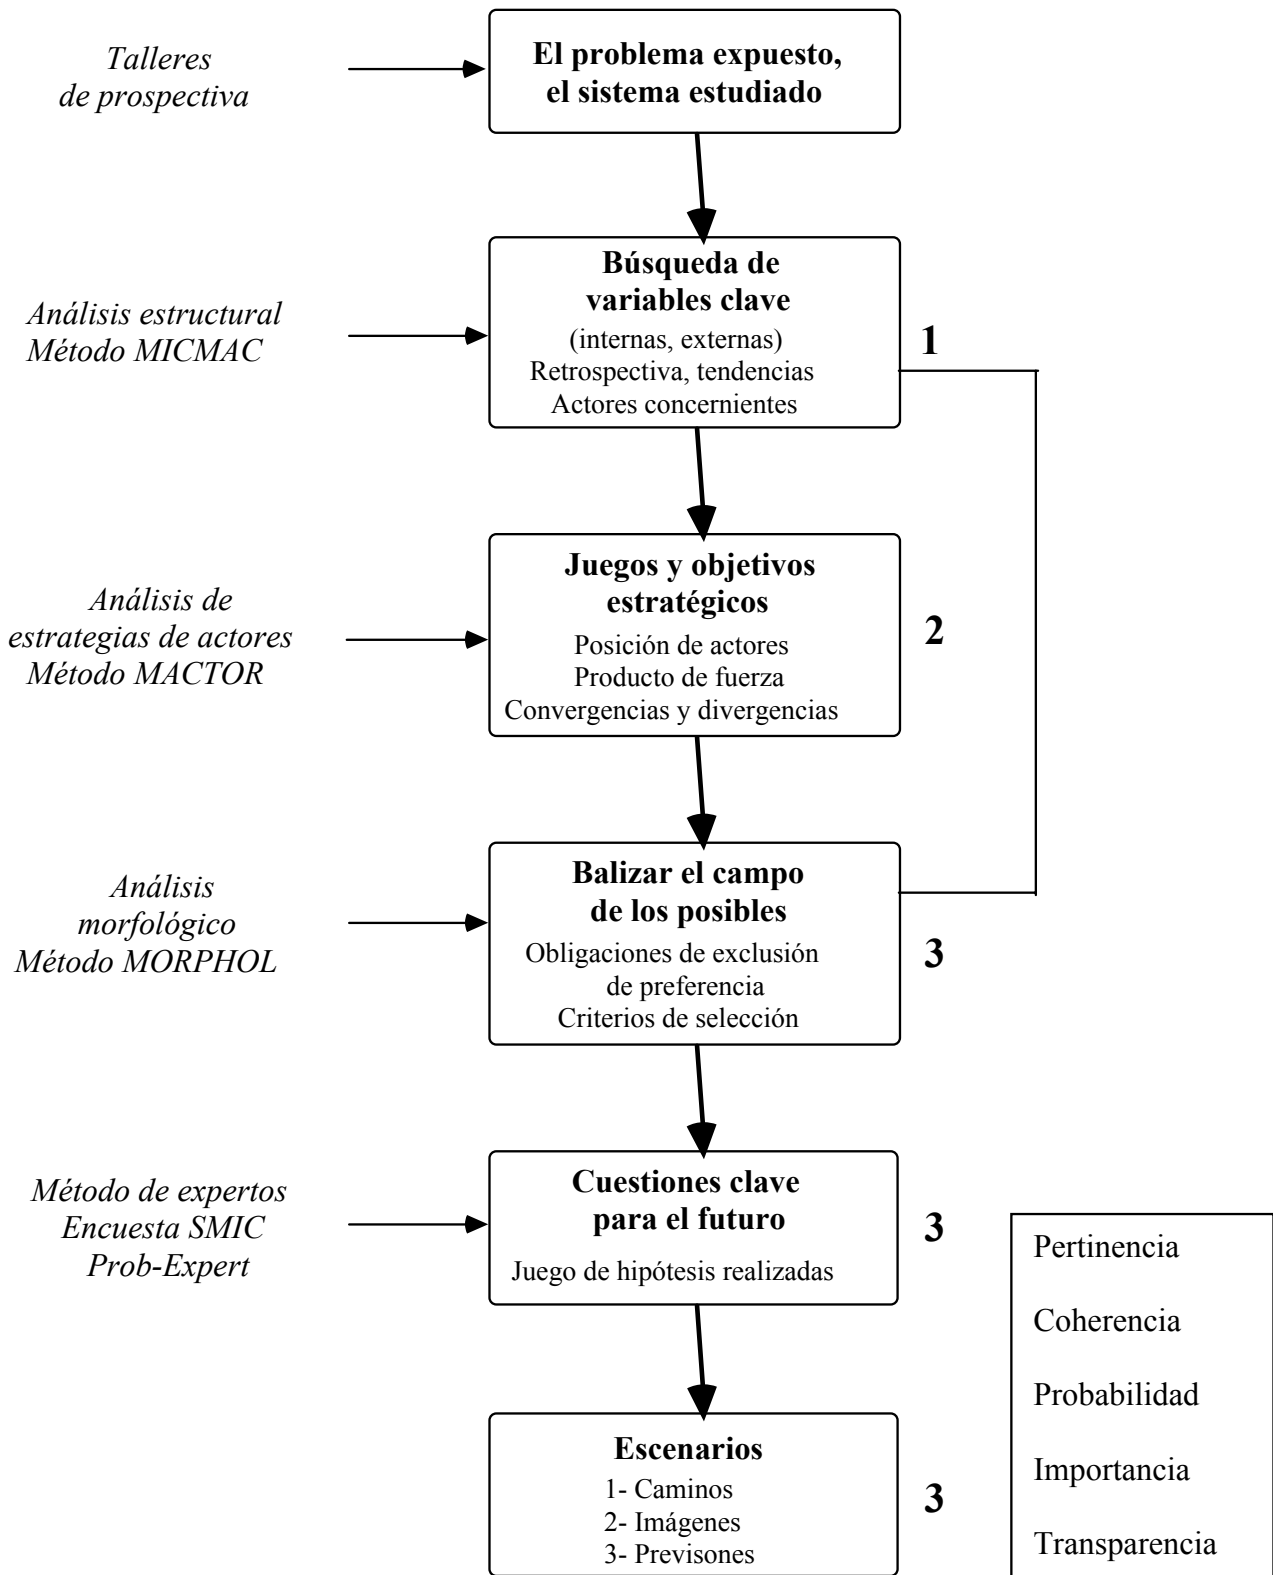 Talleres
de prospectiva
El problema expuesto,
el sistema estudiado
Análisis estructural
Método MICMAC
Búsqueda de
variables clave
(internas, externas)
Retrospectiva, tendencias
Actores concernientes
1
Análisis de
estrategias de actores
Método MACTOR
Juegos y objetivos
estratégicos
Posición de actores
Producto de fuerza
Convergencias y divergencias
2
Análisis
morfológico
Método MORPHOL
Balizar el campo
de los posibles
Obligaciones de exclusión
de preferencia
Criterios de selección
3
Método de expertos
Encuesta SMIC
Prob-Expert
Cuestiones clave
para el futuro
Juego de hipótesis realizadas
3
Escenarios
1- Caminos
2- Imágenes
3- Previsones
3
Pertinencia
Coherencia
Probabilidad
Importancia
Transparencia